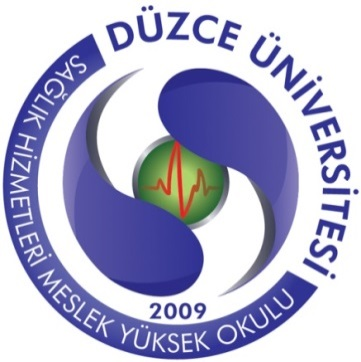 DÜZCE ÜNİVERSİTESİ
SAĞLIK HİZMETLERİ MESLEK YÜKSEK OKULU
2009